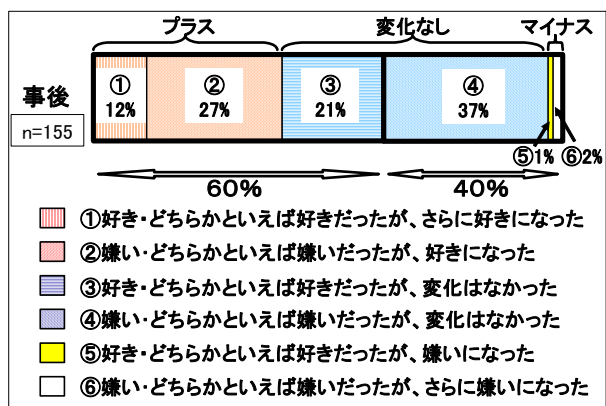 プラス 変化なし マイナス
① ② ③ ④
事後 12% 27% 21% 37%
n=155
⑤1% ⑥2%
60% 40%
①好き・どちらかといえば好きだったが、さらに好きになった
②嫌い・どちらかといえば嫌いだったが、好きになった
③好き・どちらかといえば好きだったが、変化はなかった
④嫌い・どちらかといえば嫌いだったが、変化はなかった
⑤好き・どちらかといえば好きだったが、嫌いになった
⑥嫌い・どちらかといえば嫌いだったが、さらに嫌いになった